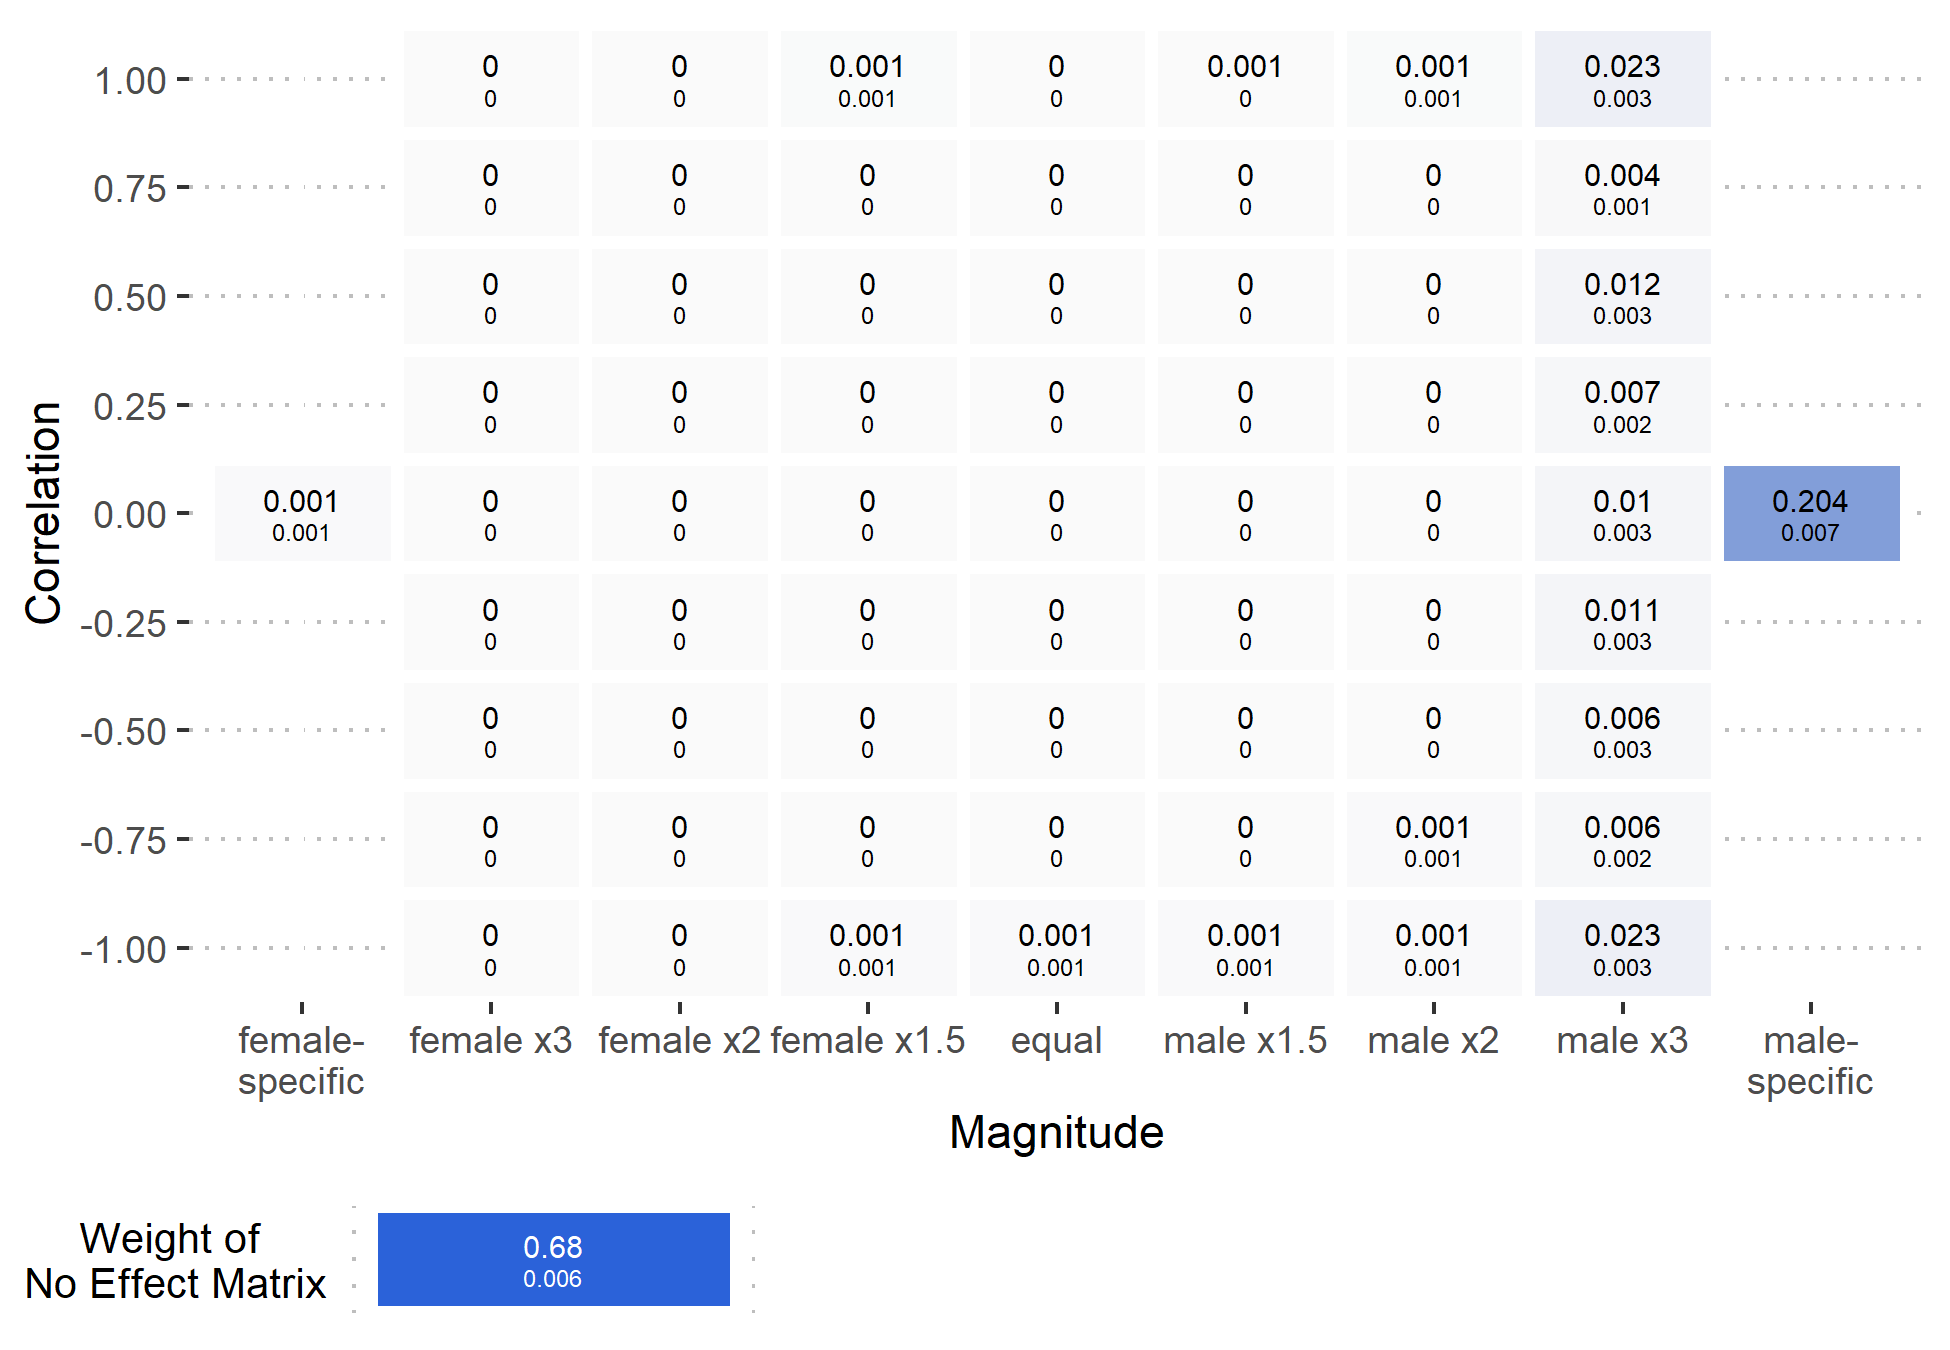 1.00 0 0 0.001 0 0.001 0.001 0.023
0 0 0.001 0 0 0.001 0.003
0.75 0 0 0 0 0 0 0.004
0 0 0 0 0 0 0.001
0.50 0 0 0 0 0 0 0.012
0 0 0 0 0 0 0.003
0.25 0 0 0 0 0 0 0.007
0 0 0 0 0 0 0.002
Correlation
0.00 0.001 0 0 0 0 0 0 0.01 0.204
0.001 0 0 0 0 0 0 0.003 0.007
-0.25 0 0 0 0 0 0 0.011
0 0 0 0 0 0 0.003
-0.50 0 0 0 0 0 0 0.006
0 0 0 0 0 0 0.003
-0.75 0 0 0 0 0 0.001 0.006
0 0 0 0 0 0.001 0.002
-1.00 0 0 0.001 0.001 0.001 0.001 0.023
0 0 0.001 0.001 0.001 0.001 0.003
female- female x3 female x2 female x1.5 equal male x1.5 male x2 male x3 male-
specific specific
Magnitude
Weight of
No Effect Matrix
0.68
0.006